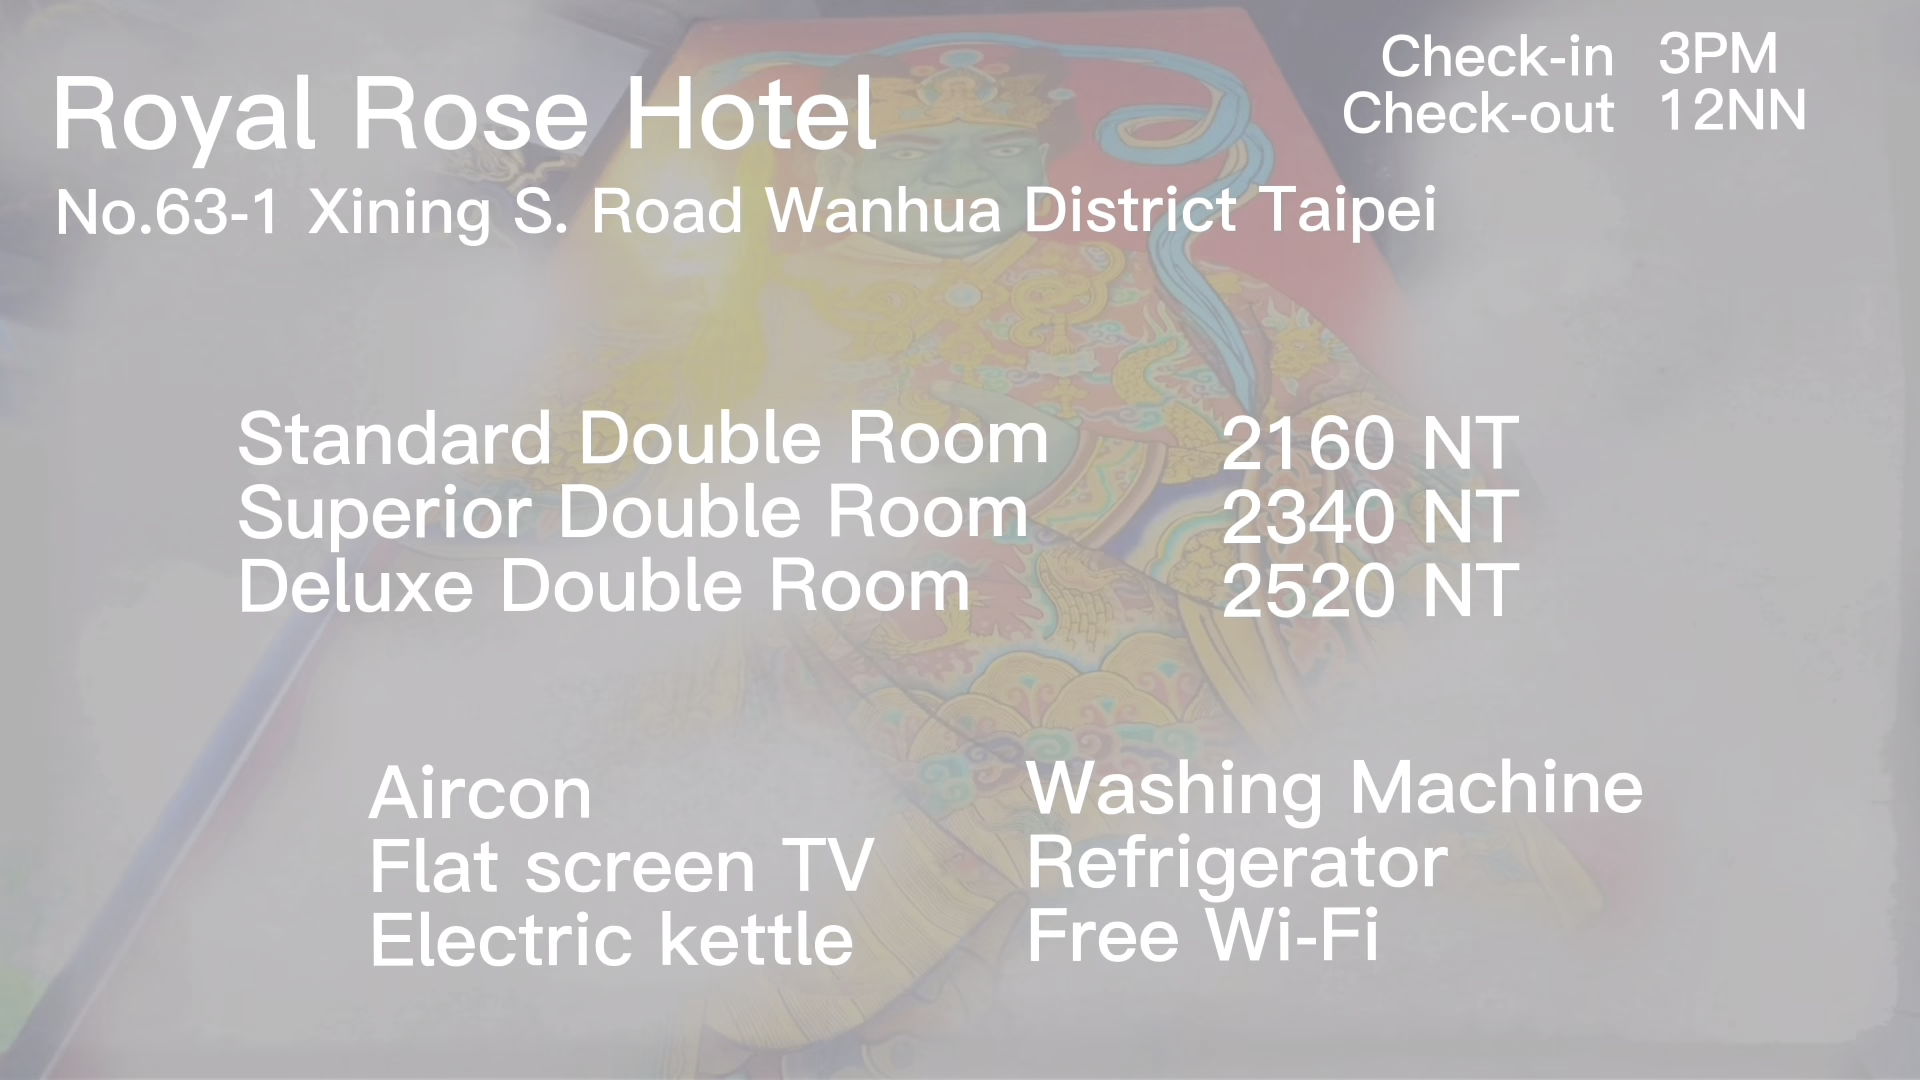 Royal Rose Hotel
Check-in 3PM
Check-out 12NN
No.63-1 Xining S. Road Wanhua District Taipei
Standard Double Room 2160 NT
Superior Double Room 2340 NT
Deluxe Double Room 2520 NT
Aircon
Flat screen TV
Electric kettle
Washing Machine
Refrigerator
Free Wi-Fi